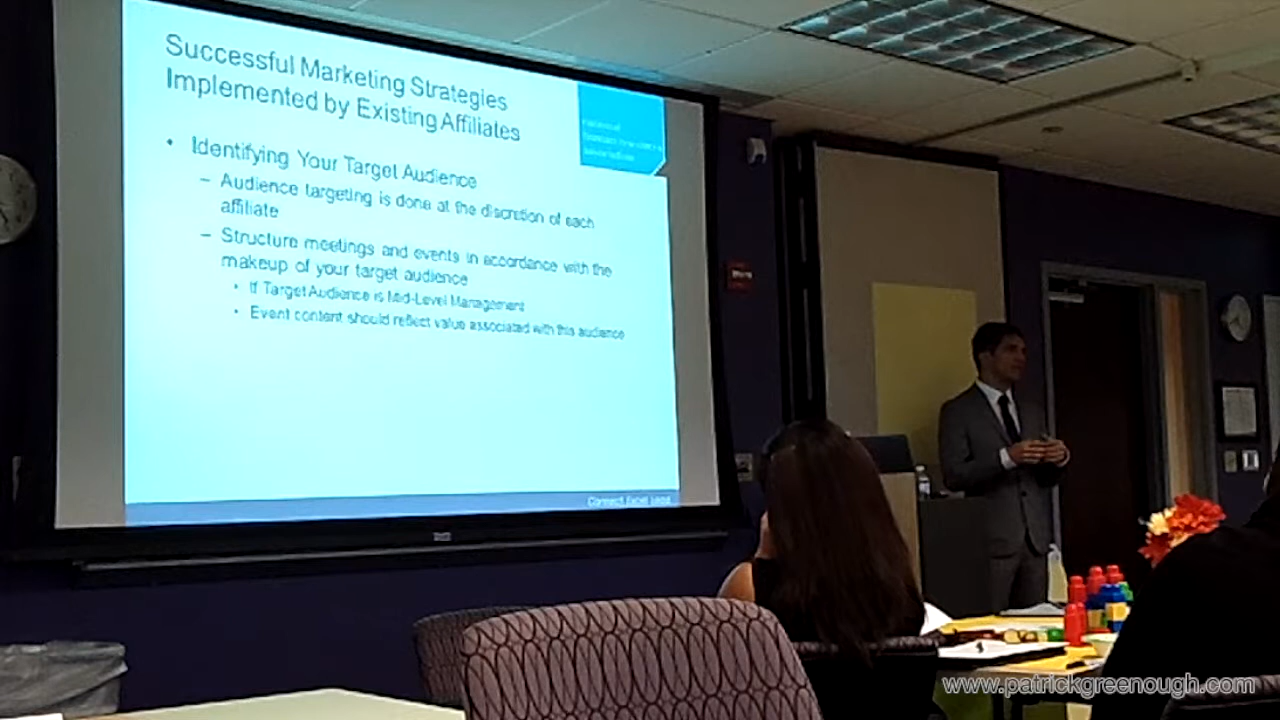 Successful Marketing Strategies
Implemented by Existing Affiliates
• Identifying Your Target Audience
– Audience targeting is done at the discretion of each
affiliate
– Structure meetings and events in accordance with the
makeup of your target audience
• If Target Audience is Mid-Level Management
• Event content should reflect value associated with this audience
Connect Excel Lead
www.patrickgreenough.com